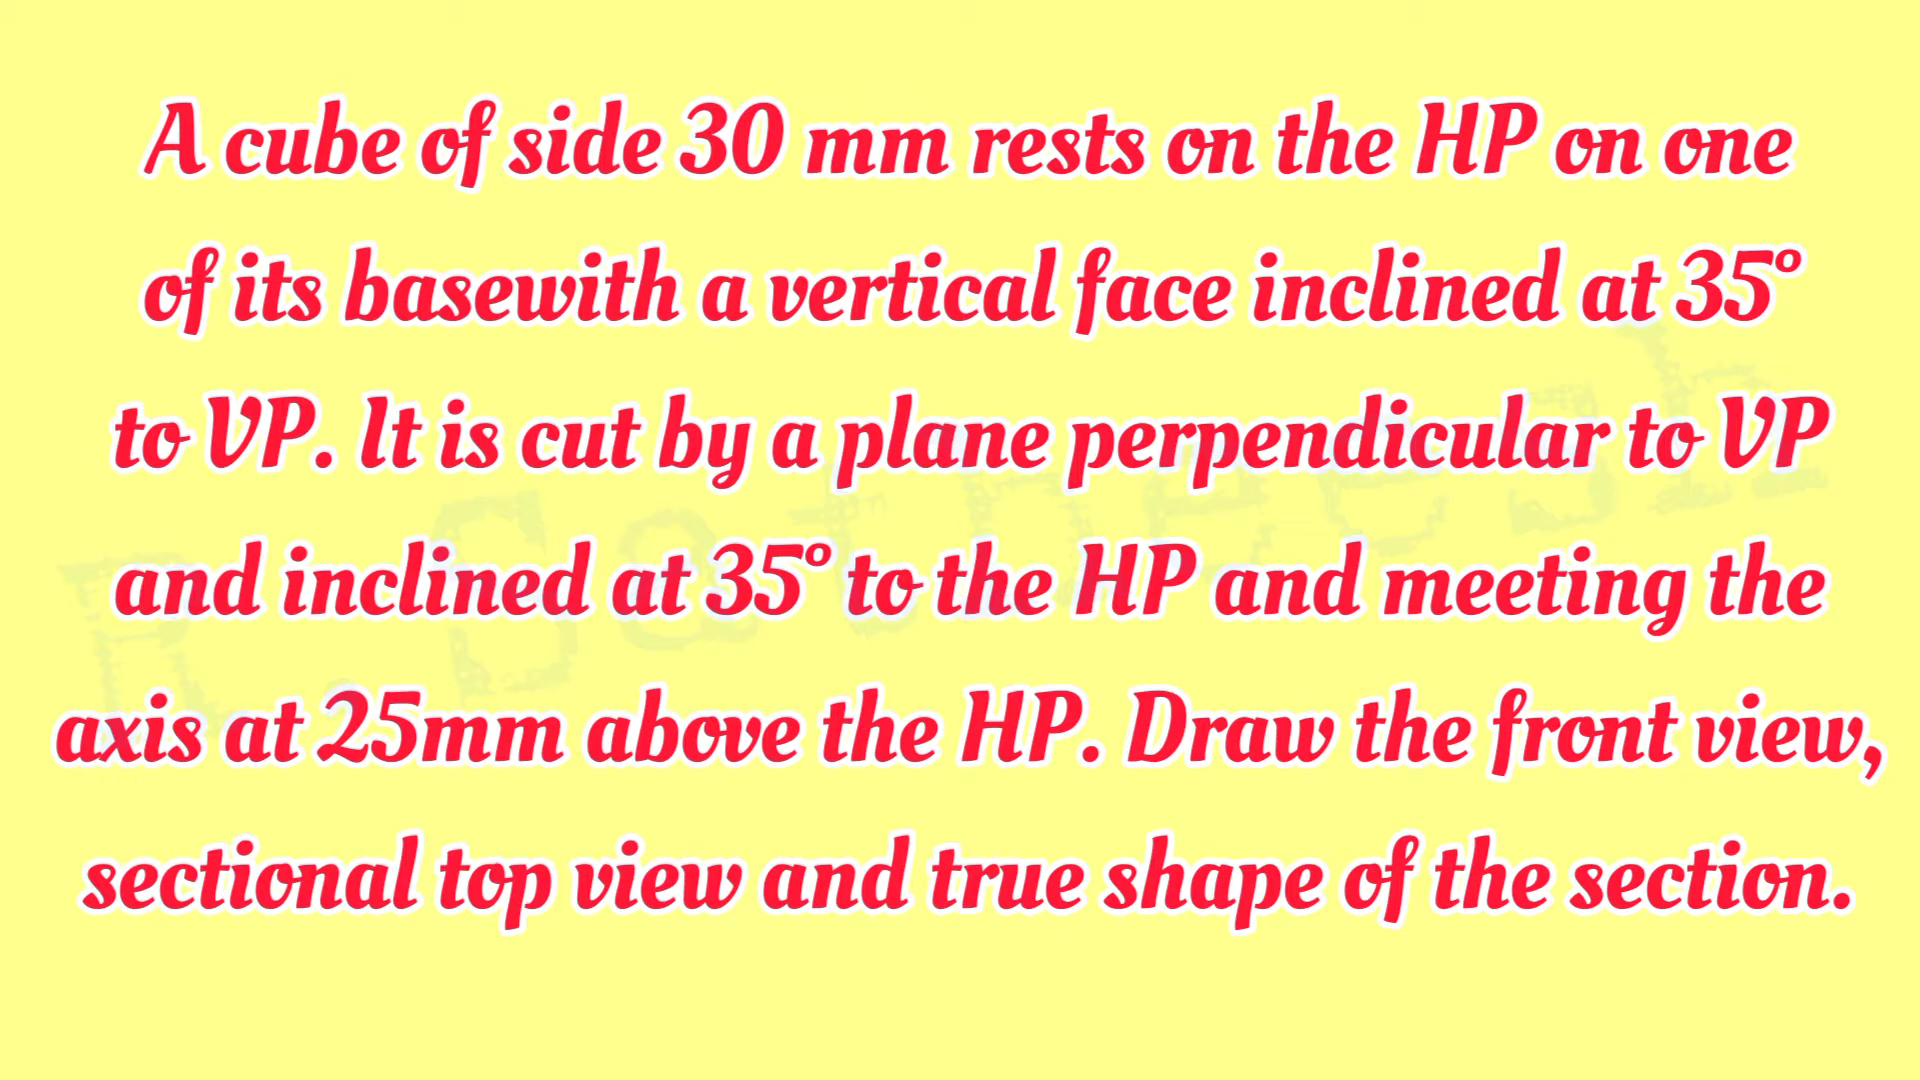 A cube of side 30 mm rests on the HP on one
of its basewith a vertical face inclined at 35°
to VP. It is cut by a plane perpendicular to VP
and inclined at 35° to the HP and meeting the
axis at 25mm above the HP. Draw the front view,
sectional top view and true shape of the section.